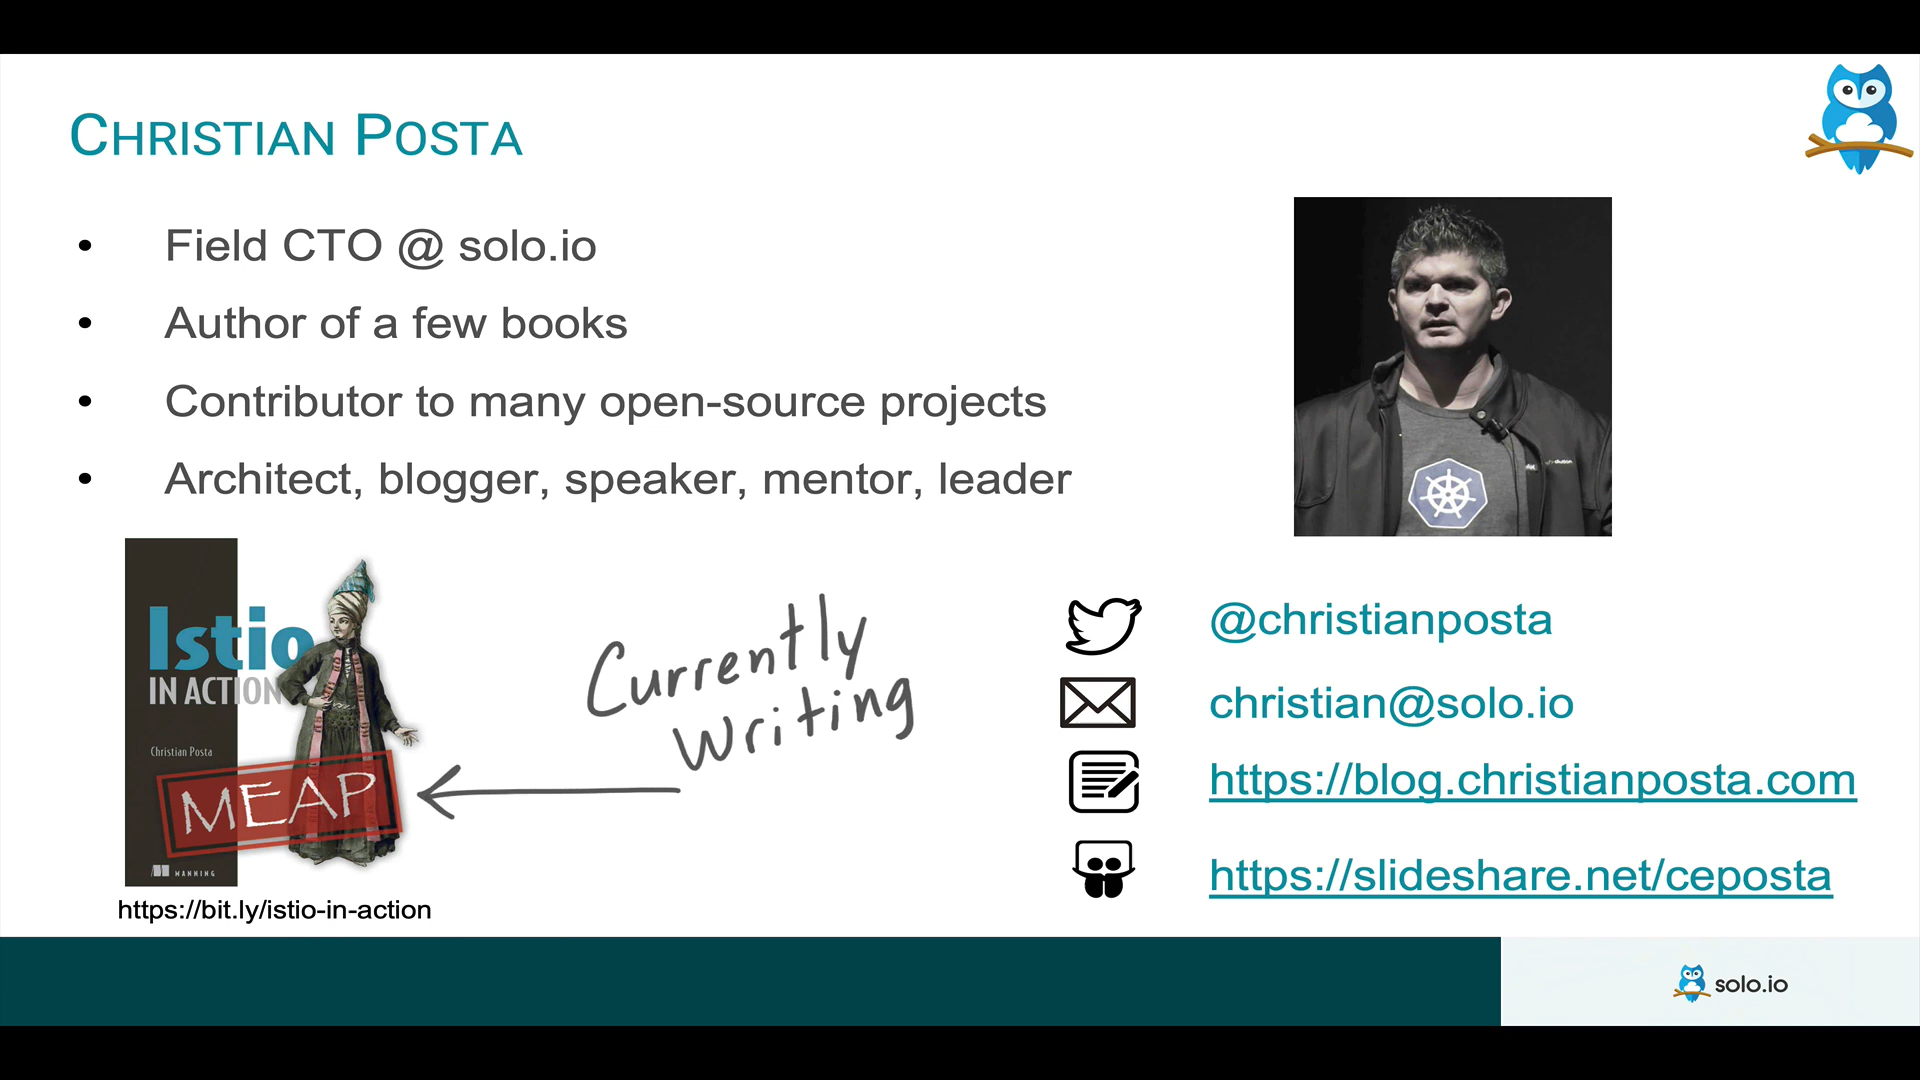 CHRISTIAN POSTA
• Field CTO @ solo.io
• Author of a few books
• Contributor to many open-source projects
• Architect, blogger, speaker, mentor, leader
Istio
IN ACTION
Christian Posta
MEAP
MANNING
https://bit.ly/istio-in-action
Currently
Writing
@christianposta
christian@solo.io
https://blog.christianposta.com
https://slideshare.net/ceposta
solo.io